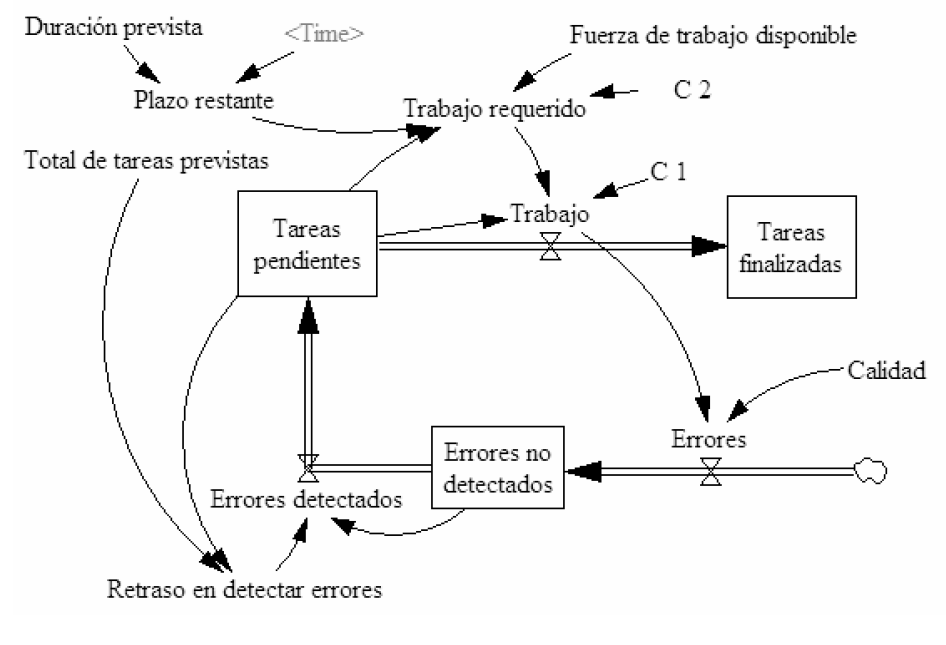 Duración prevista
<Time>
Fuerza de trabajo disponible
Plazo restante
Trabajo requerido
C 2
Total de tareas previstas
C 1
Trabajo
Tareas
pendientes
Tareas
finalizadas
Calidad
Errores
Errores no
detectados
Errores detectados
Retraso en detectar errores